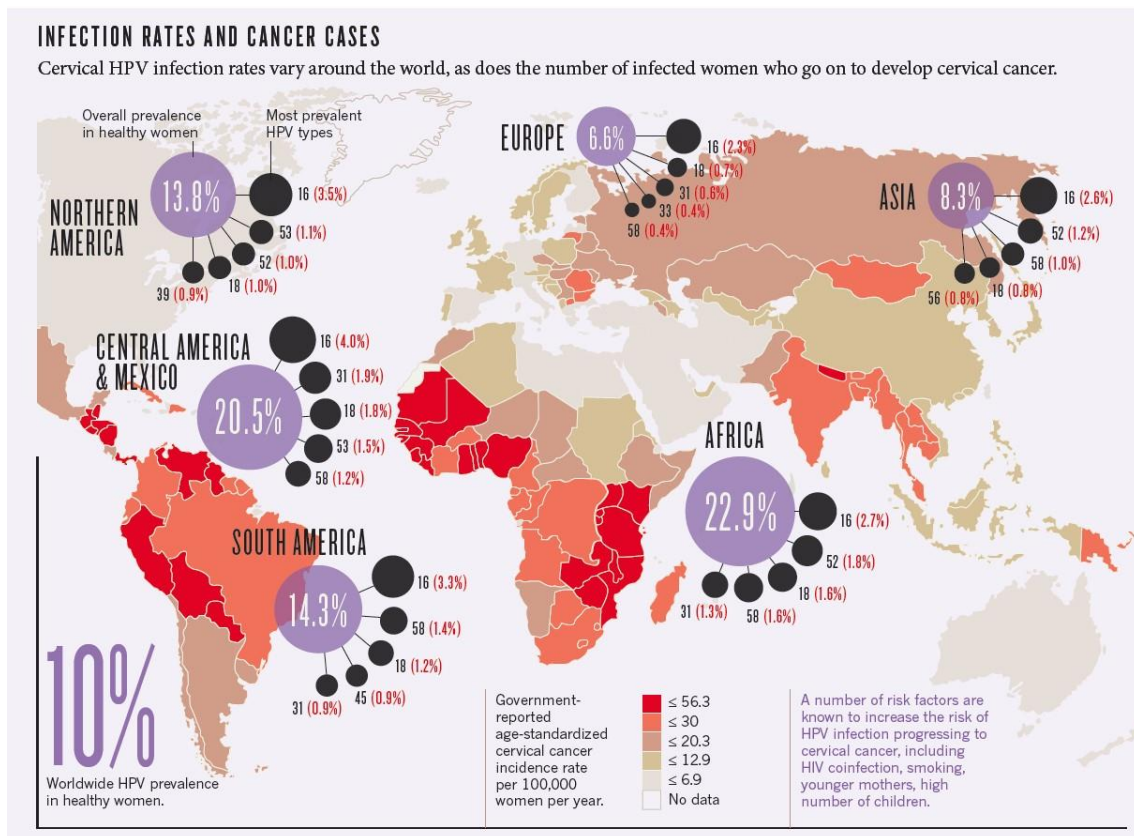 INFECTION RATES AND CANCER CASES
Cervical HPV infection rates vary around the world, as does the number of infected women who go on to develop cervical cancer.
Overall prevalence
in healthy women
Most prevalent
HPV types
13.8%
NORTHERN
AMERICA
16 (3.5%)
53 (1.1%)
52 (1.0%)
18 (1.0%)
39 (0.9%)
EUROPE
6.6%
16 (2.3%)
18 (0.7%)
31 (0.6%)
33 (0.4%)
58 (0.4%)
ASIA
8.3%
16 (2.6%)
52 (1.2%)
58 (1.0%)
18 (0.8%)
56 (0.8%)
CENTRAL AMERICA
& MEXICO
20.5%
16 (4.0%)
31 (1.9%)
18 (1.8%)
53 (1.5%)
58 (1.2%)
AFRICA
22.9%
16 (2.7%)
52 (1.8%)
18 (1.6%)
58 (1.6%)
31 (1.3%)
SOUTH AMERICA
14.3%
16 (3.3%)
58 (1.4%)
18 (1.2%)
45 (0.9%)
31 (0.9%)
10%
Worldwide HPV prevalence
in healthy women.
Government-
reported
age-standardized
cervical cancer
incidence rate
per 100,000
women per year.
≤ 56.3
≤ 30
≤ 20.3
≤ 12.9
≤ 6.9
No data
A number of risk factors are
known to increase the risk of
HPV infection progressing to
cervical cancer, including
HIV coinfection, smoking,
younger mothers, high
number of children.